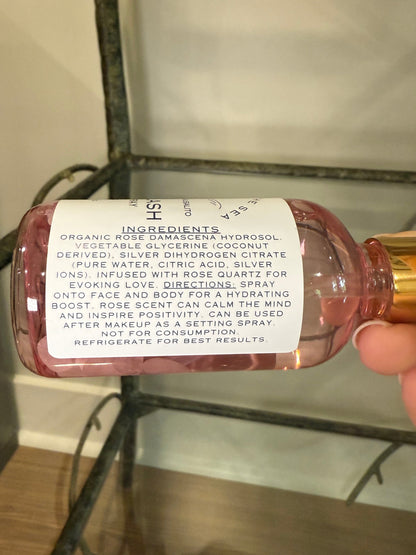 E SEA
ASH
INGREDIENTS
ORGANIC ROSE DAMASCENA HYDROSOL,
VEGETABLE GLYCERINE (COCONUT
DERIVED), SILVER DIHYDROGEN CITRATE
(PURE WATER, CITRIC ACID, SILVER
IONS). INFUSED WITH ROSE QUARTZ FOR
EVOKING LOVE. DIRECTIONS: SPRAY
ONTO FACE AND BODY FOR A HYDRATING
BOOST. ROSE SCENT CAN CALM THE MIND
AND INSPIRE POSITIVITY. CAN BE USED
AFTER MAKEUP AS A SETTING SPRAY.
NOT FOR CONSUMPTION.
REFRIGERATE FOR BEST RESULTS.